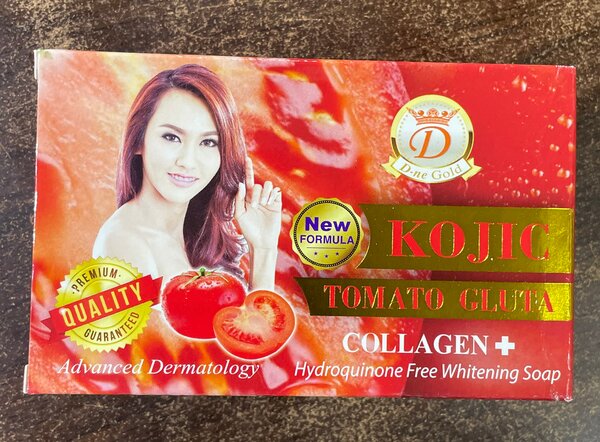 D
D-ne Gold
New
FORMULA
KOJIC
TOMATO GLUTA
PREMIUM
QUALITY
GUARANTEED
COLLAGEN +
Advanced Dermatology
Hydroquinone Free Whitening Soap